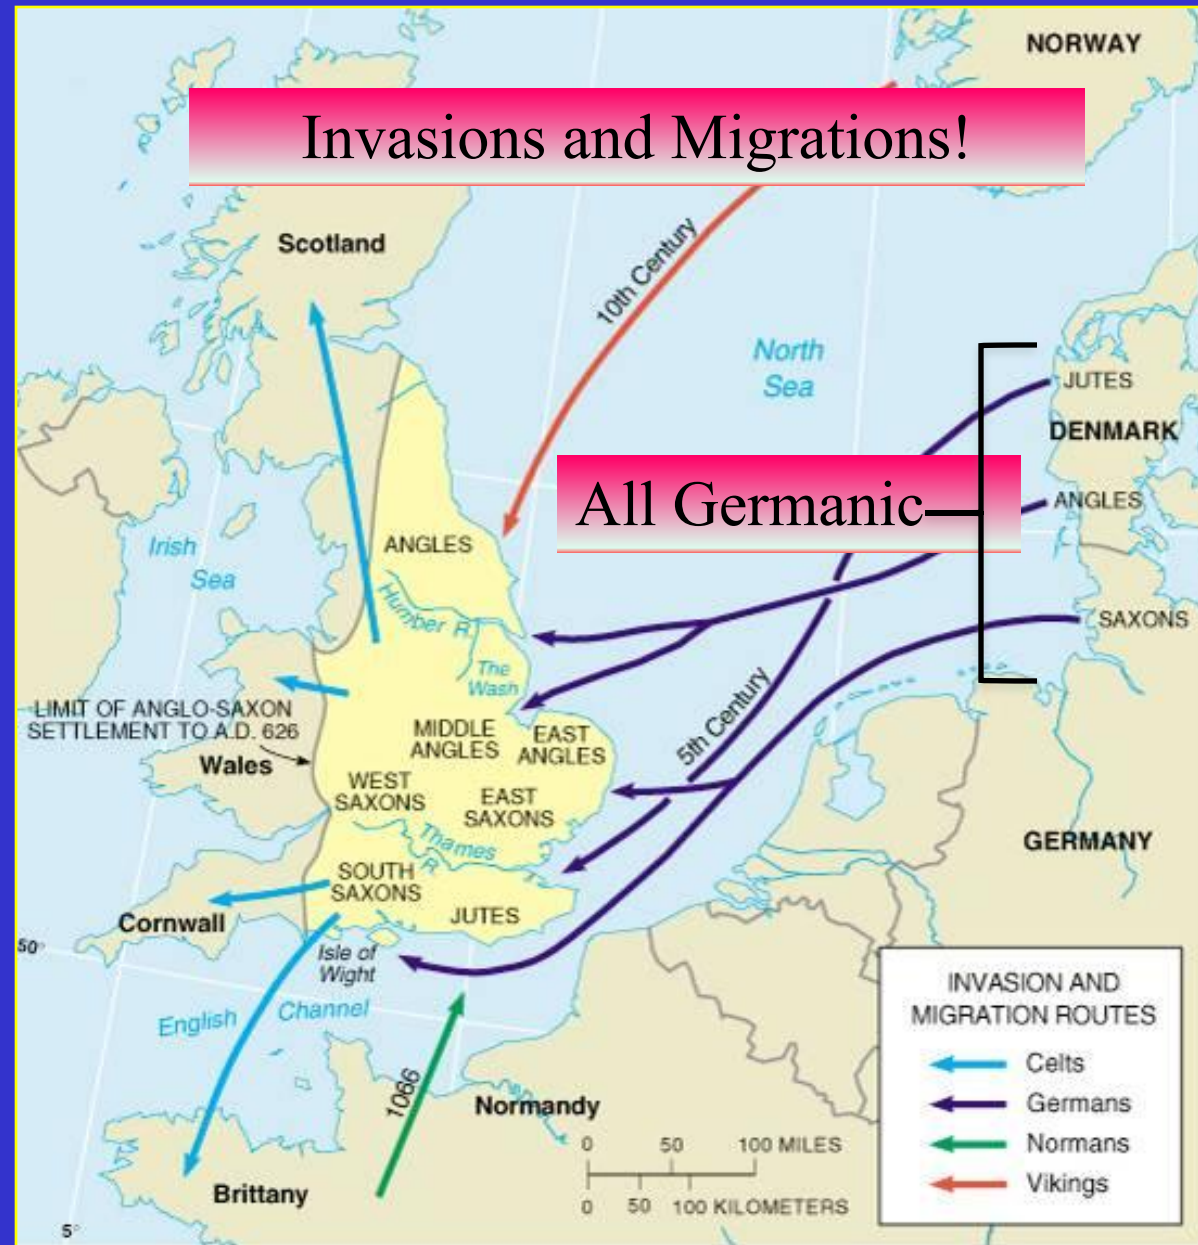 NORWAY
Invasions and Migrations!
Scotland
10th Century
North
Sea
JUTES
DENMARK
All Germanic
ANGLES
ANGLES
Irish
Sea
Humber R.
SAXONS
The
Wash
LIMIT OF ANGLO-SAXON
SETTLEMENT TO A.D. 626
Wales
MIDDLE
ANGLES
EAST
ANGLES
5th Century
WEST
SAXONS
EAST
SAXONS
Thames
R.
GERMANY
SOUTH
SAXONS
JUTES
Cornwall
50°
Isle of
Wight
English Channel
1066
Normandy
Brittany
5°
0 50 100 MILES
0 50 100 KILOMETERS
INVASION AND
MIGRATION ROUTES
Celts
Germans
Normans
Vikings